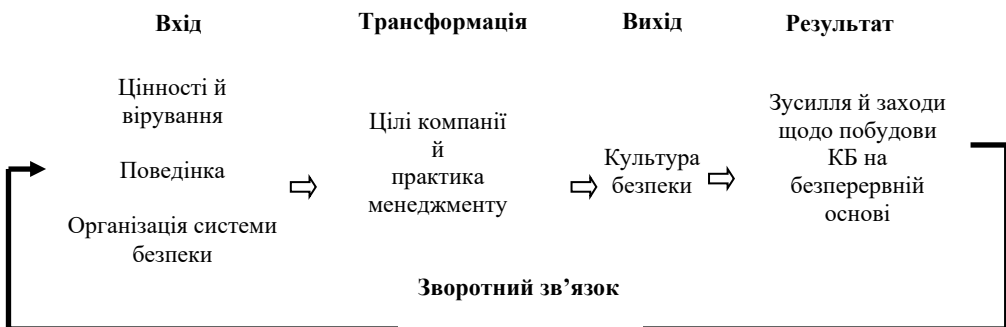 Вхід
Трансформація
Вихід
Результат
Цінності й
вірування
Поведінка
Організація системи
безпеки
Цілі компанії
й
практика
менеджменту
Культура
безпеки
Зусилля й заходи
щодо побудови
КБ на
безперервній
основі
Зворотний зв’язок